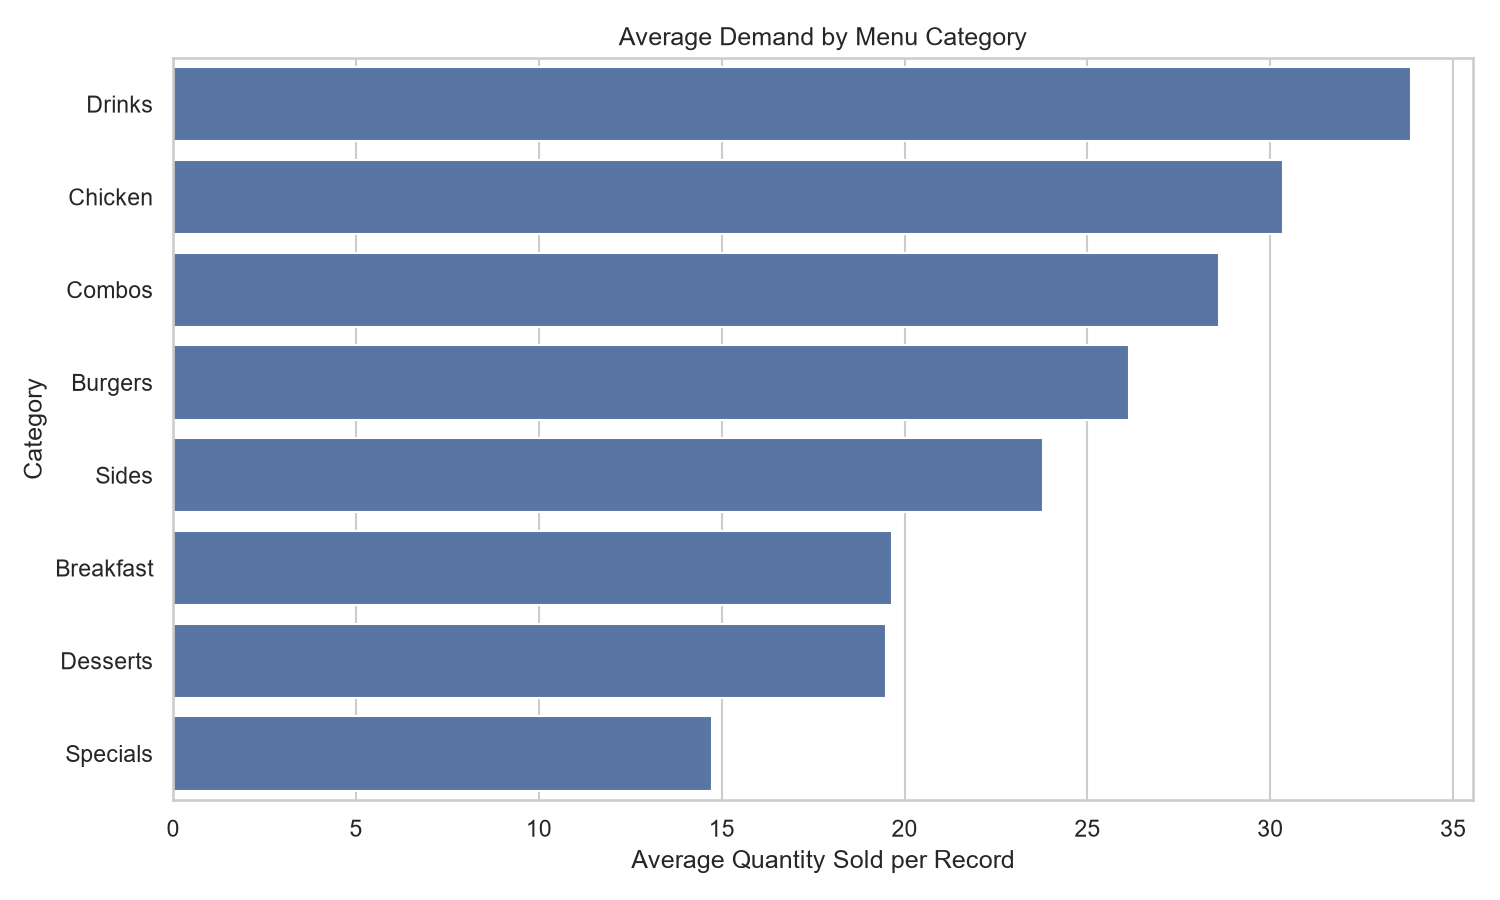 Average Demand by Menu Category
Category
Drinks
Chicken
Combos
Burgers
Sides
Breakfast
Desserts
Specials
0 5 10 15 20 25 30 35
Average Quantity Sold per Record